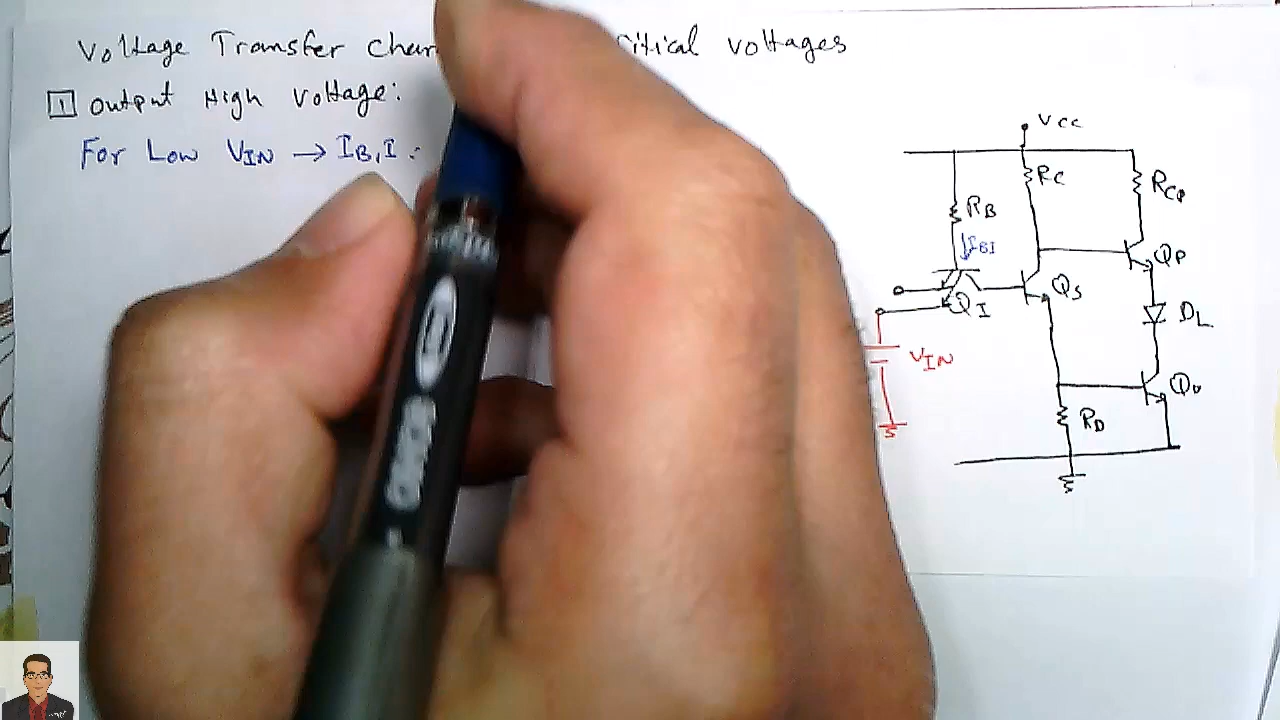 Voltage Transfer Char critical voltages
1 Output High Voltage:
For Low VIN → IB,I =
VCC
RC
RCP
RB
IBI
QP
QS
QI
DL
VIN
QO
RD